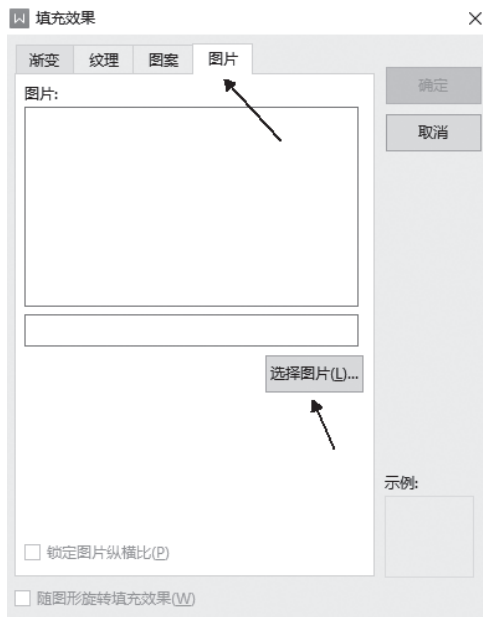 填充效果
渐变 纹理 图案 图片
图片:
确定
取消
选择图片(L)...
示例:
锁定图片纵横比(P)
随图形旋转填充效果(W)